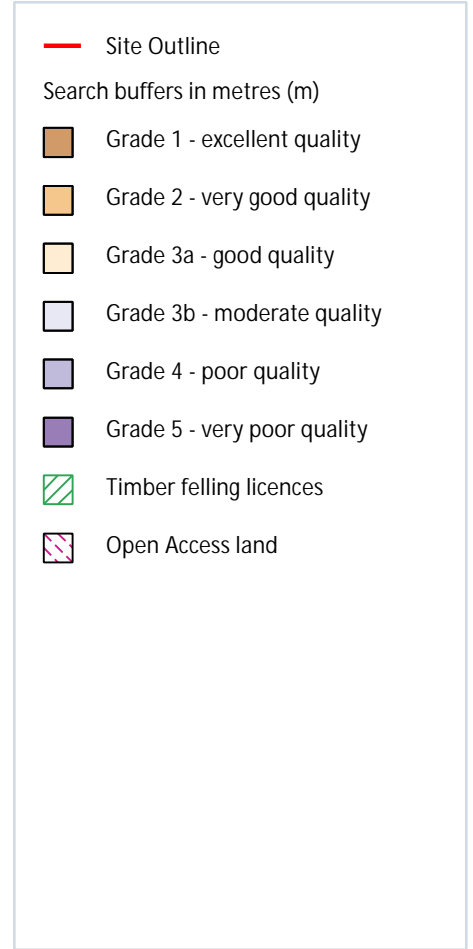 Site Outline
Search buffers in metres (m)
Grade 1 - excellent quality
Grade 2 - very good quality
Grade 3a - good quality
Grade 3b - moderate quality
Grade 4 - poor quality
Grade 5 - very poor quality
Timber felling licences
Open Access land